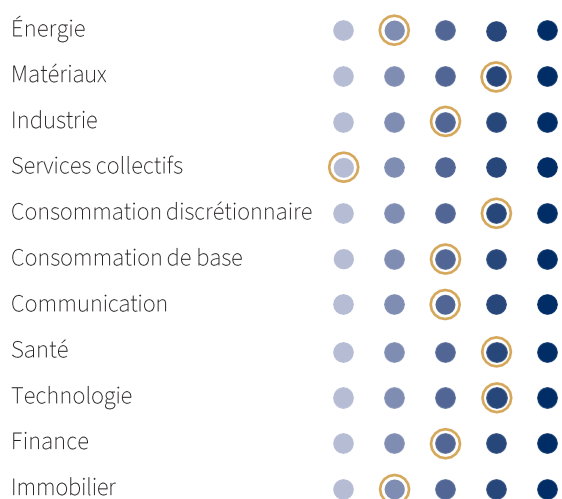 Énergie
Matériaux
Industrie
Services collectifs
Consommation discrétionnaire
Consommation de base
Communication
Santé
Technologie
Finance
Immobilier